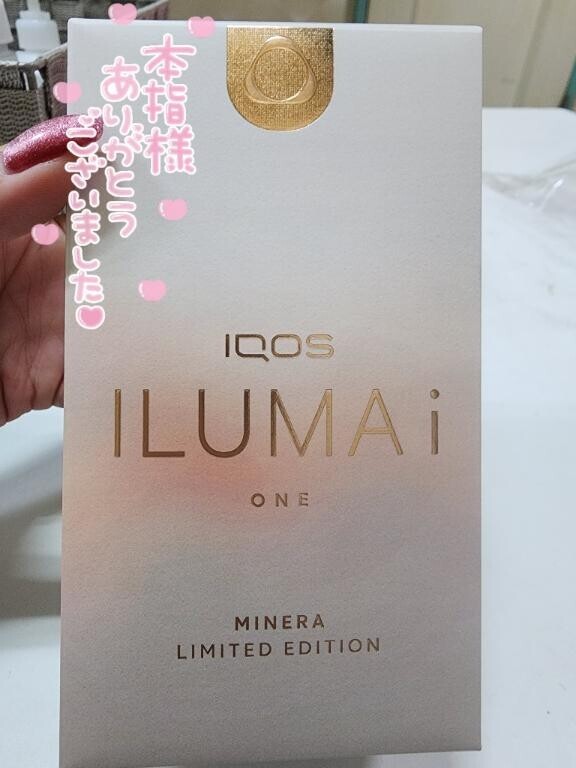 本指様
ありがとう
ございました
IQOS
ILUMA i
ONE
MINERA
LIMITED EDITION